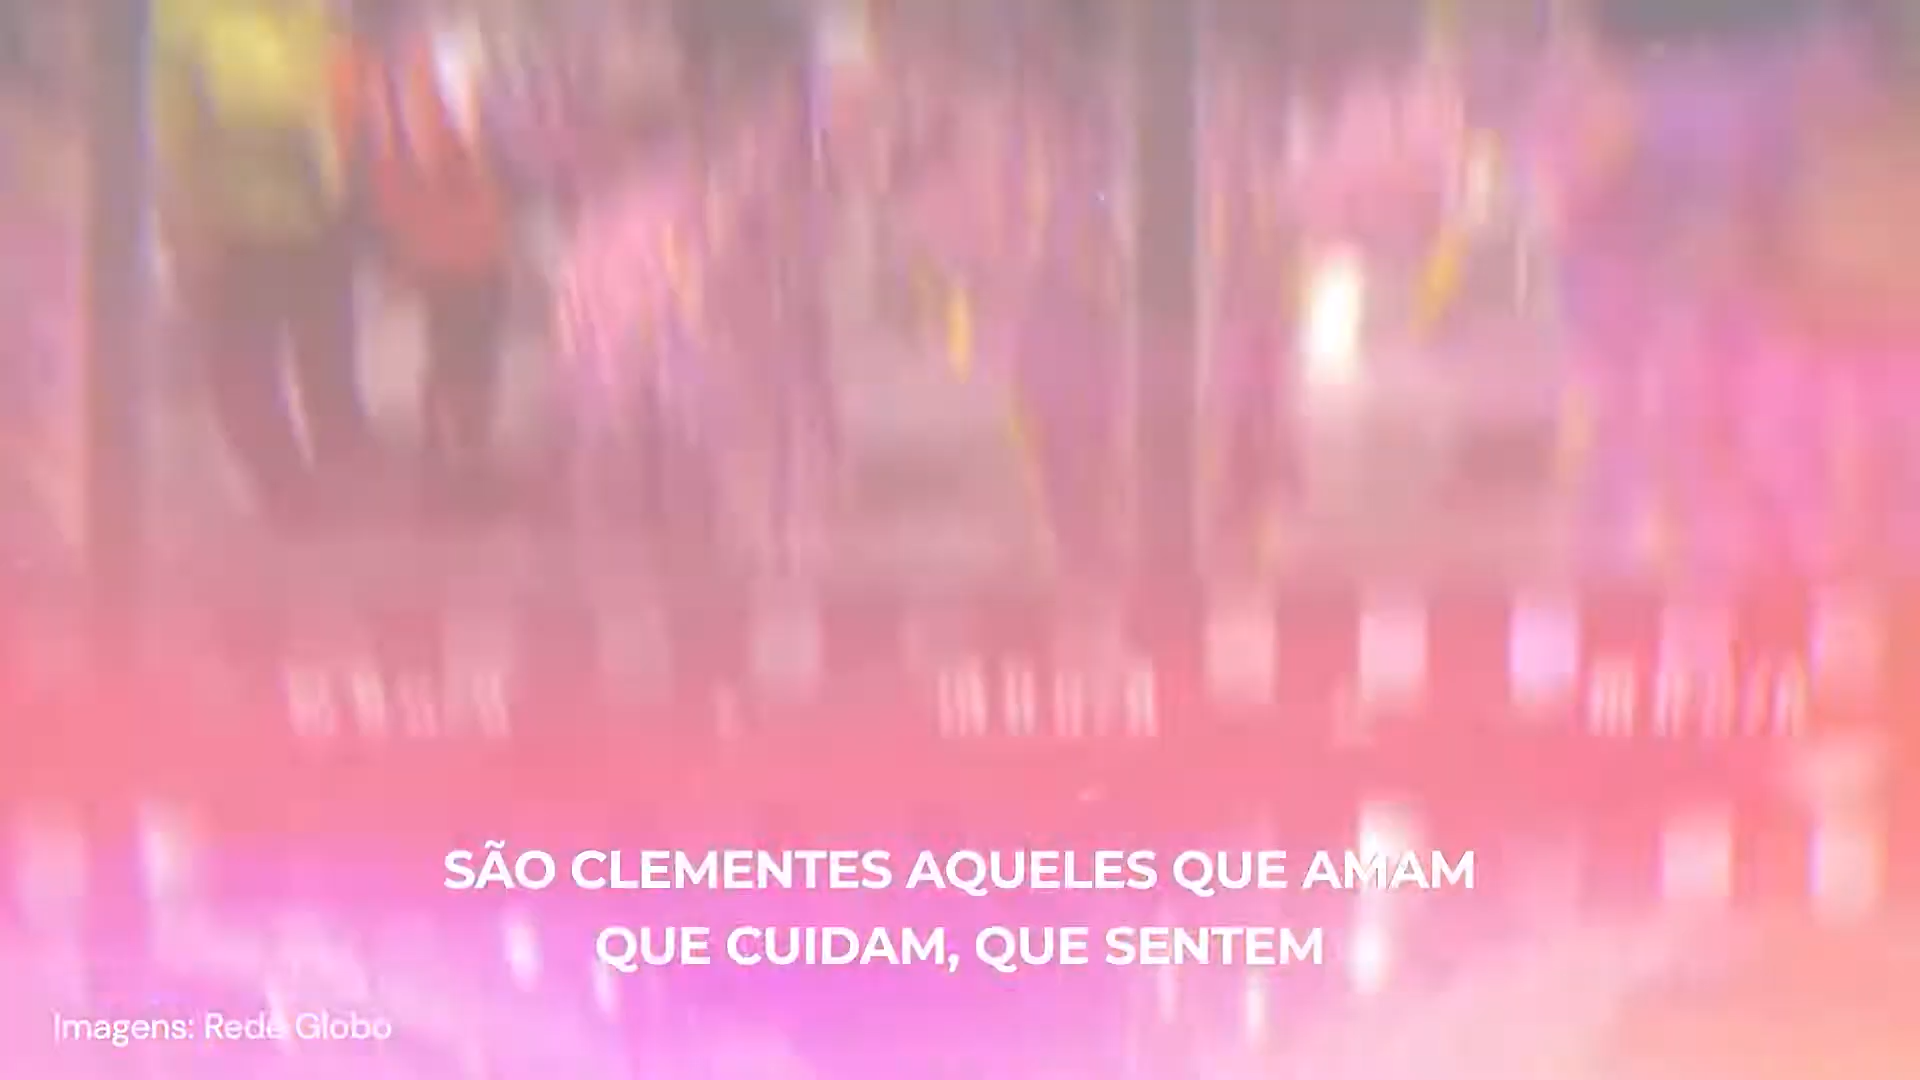 SÃO CLEMENTES AQUELES QUE AMAM
QUE CUIDAM, QUE SENTEM
Imagens: Rede Globo